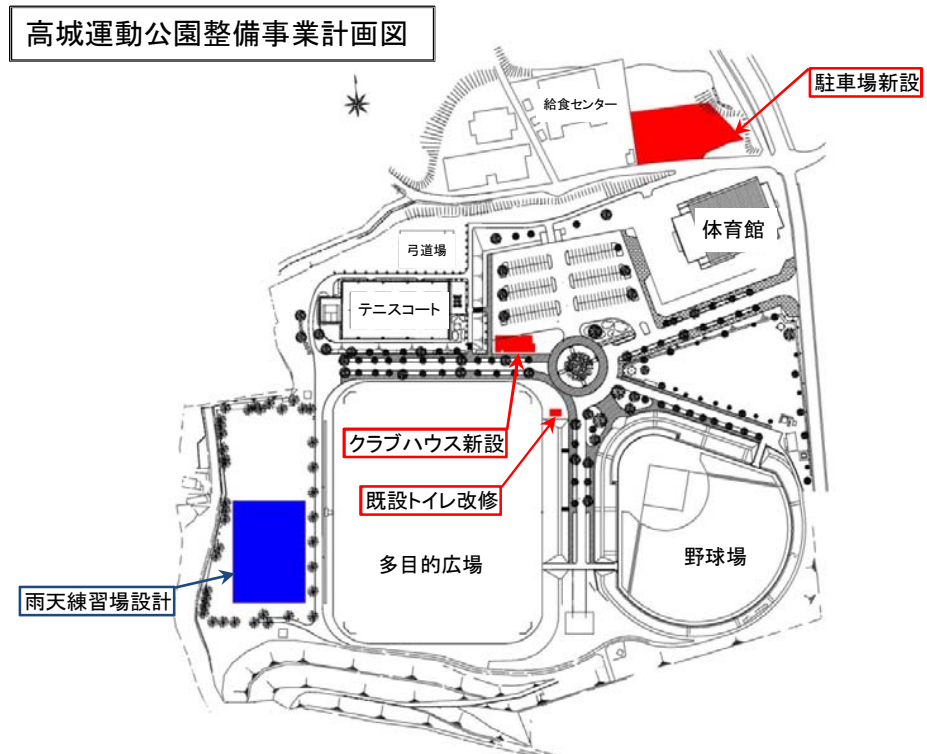 高城運動公園整備事業計画図
駐車場新設
給食センター
体育館
弓道場
テニスコート
クラブハウス新設
既設トイレ改修
多目的広場
野球場
雨天練習場設計